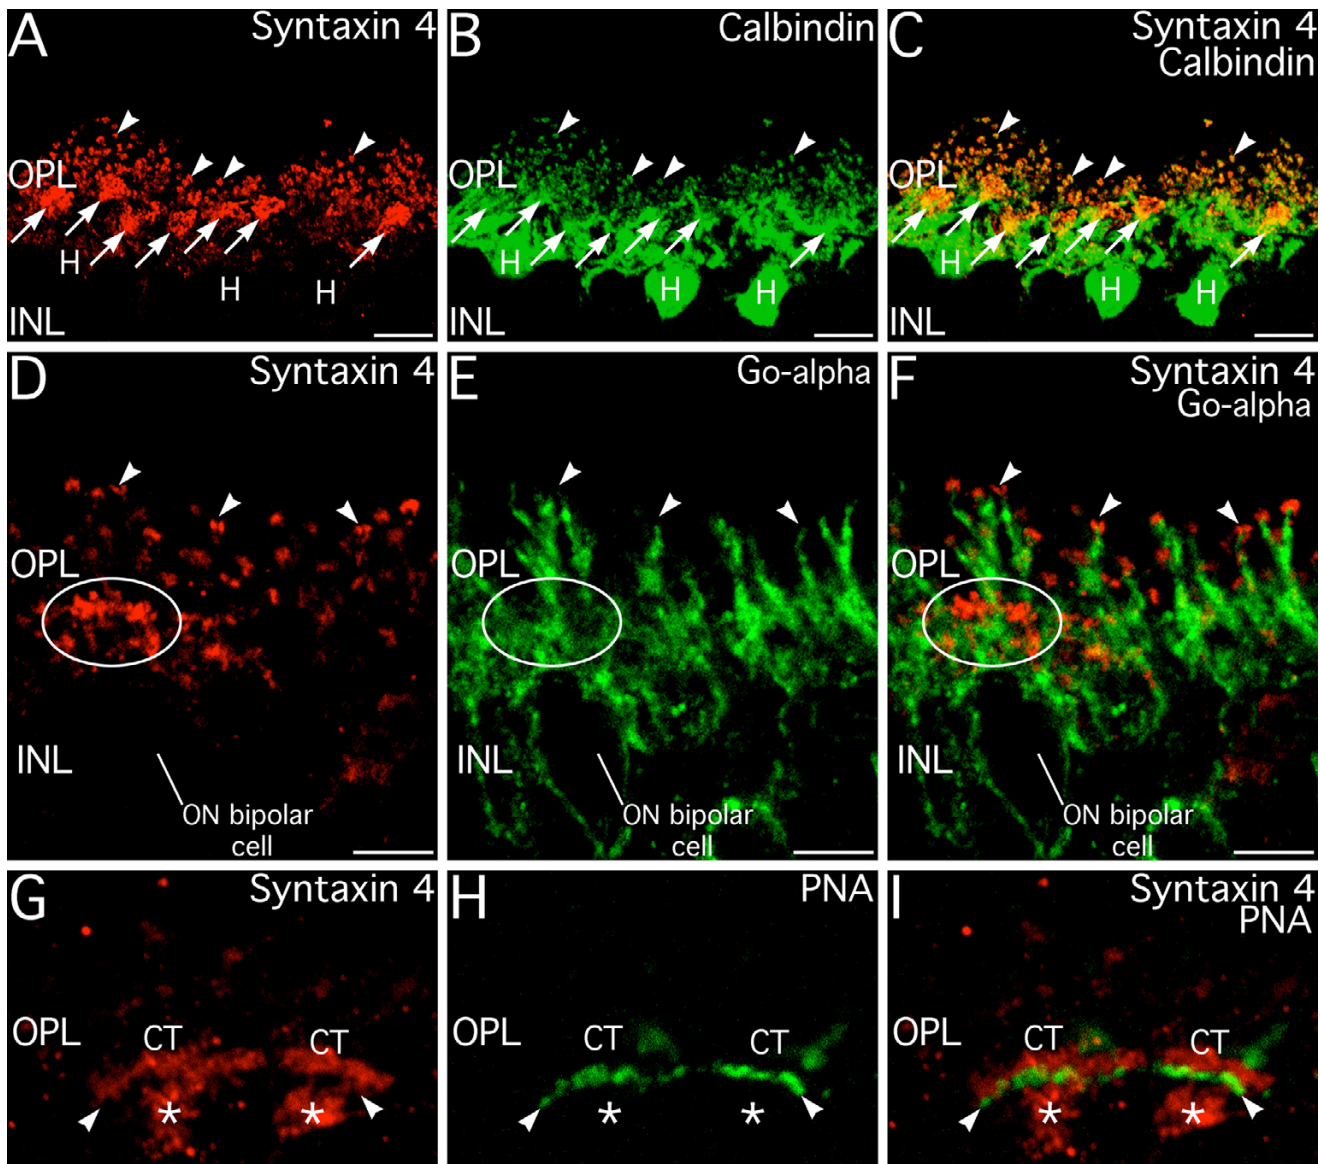 A
Syntaxin 4
OPL
H
H
H
INL
B
Calbindin
OPL
H
H
H
INL
C
Syntaxin 4
Calbindin
OPL
H
H
H
INL
D
Syntaxin 4
OPL
INL
ON bipolar
cell
E
Go-alpha
OPL
INL
ON bipolar
cell
F
Syntaxin 4
Go-alpha
OPL
INL
ON bipolar
cell
G
Syntaxin 4
OPL
CT
CT
*
*
H
PNA
OPL
CT
CT
*
*
I
Syntaxin 4
PNA
OPL
CT
CT
*
*